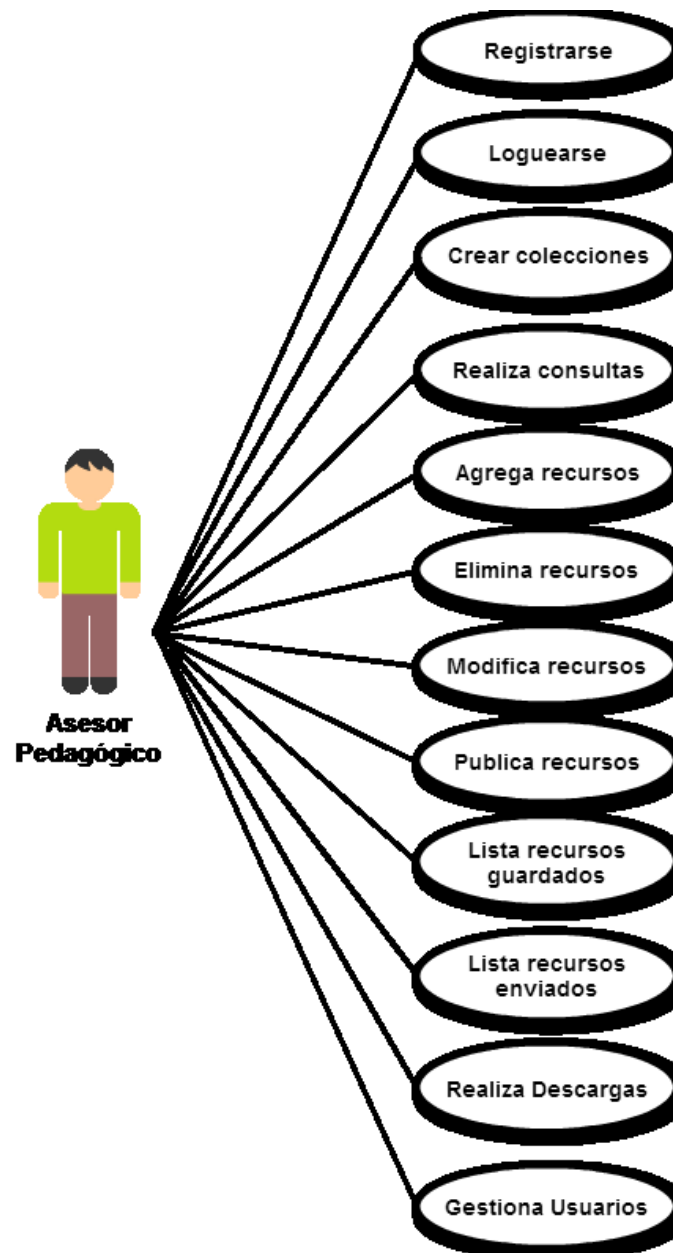 Registrarse
Loguearse
Crear colecciones
Realiza consultas
Agrega recursos
Elimina recursos
Modifica recursos
Asesor
Pedagógico
Publica recursos
Lista recursos
guardados
Lista recursos
enviados
Realiza Descargas
Gestiona Usuarios